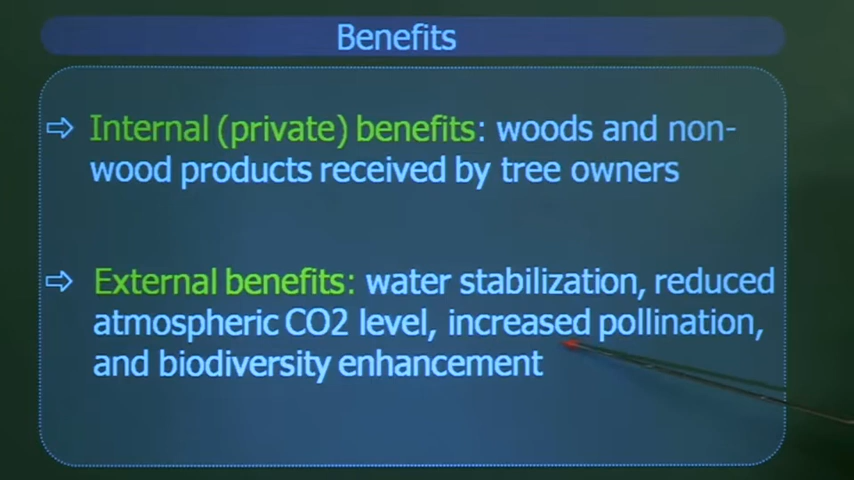 Benefits
⇨ Internal (private) benefits: woods and non-
wood products received by tree owners
⇨ External benefits: water stabilization, reduced
atmospheric CO2 level, increased pollination,
and biodiversity enhancement